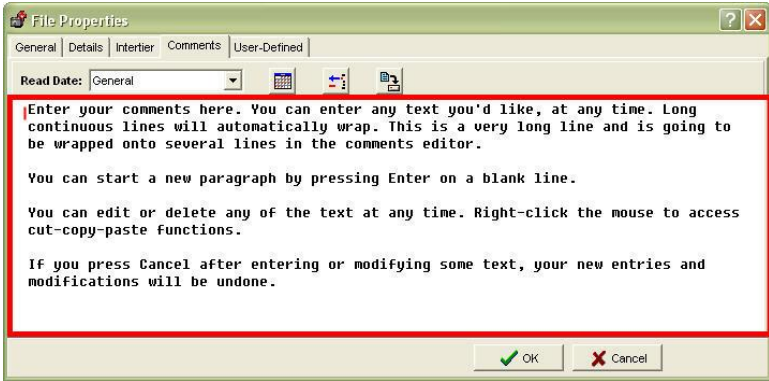 File Properties
General Details Intertier Comments User-Defined
Read Date: General
Enter your comments here. You can enter any text you'd like, at any time. Long
continuous lines will automatically wrap. This is a very long line and is going to
be wrapped onto several lines in the comments editor.
You can start a new paragraph by pressing Enter on a blank line.
You can edit or delete any of the text at any time. Right-click the mouse to access
cut-copy-paste functions.
If you press Cancel after entering or modifying some text, your new entries and
modifications will be undone.
OK Cancel